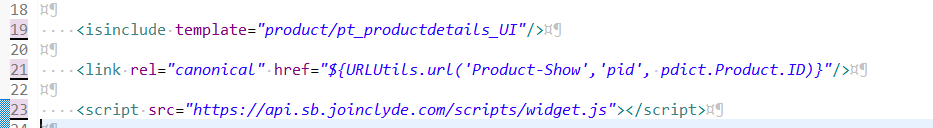 18
19 <isinclude template="product/pt_productdetails_UI"/>
20
21 <link rel="canonical" href="${URLUtils.url('Product-Show','pid', pdict.Product.ID)}"/>
22
23 <script src="https://api.sb.joinclyde.com/scripts/widget.js"></script>
24